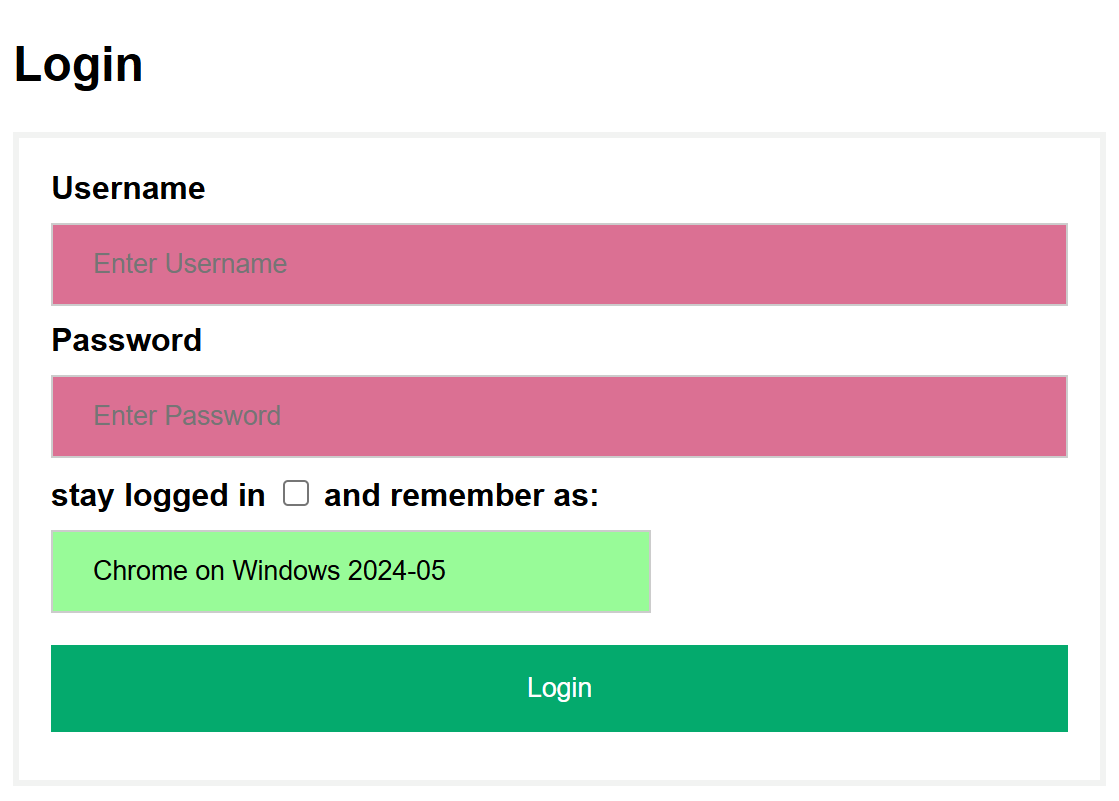 Login
Username
Enter Username
Password
Enter Password
stay logged in and remember as:
Chrome on Windows 2024-05
Login